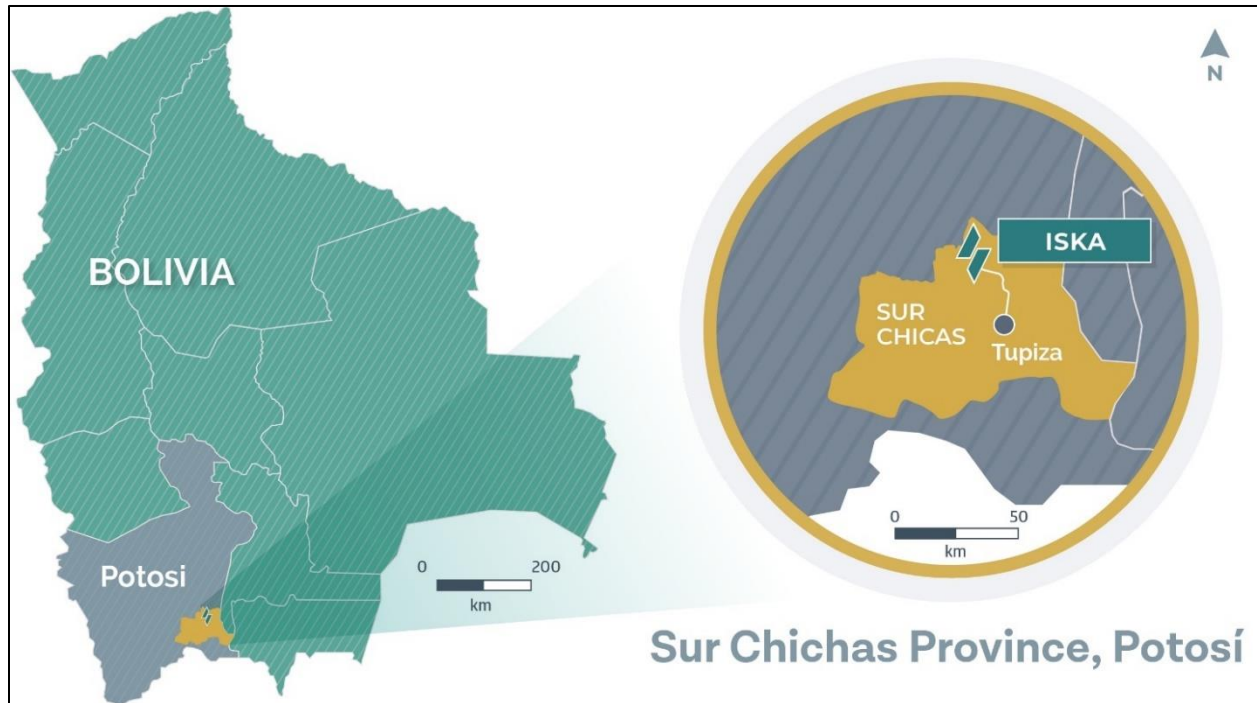 BOLIVIA
Potosi
0 200
km
N
ISKA
SUR
CHICAS
Tupiza
0 50
km
Sur Chichas Province, Potosí